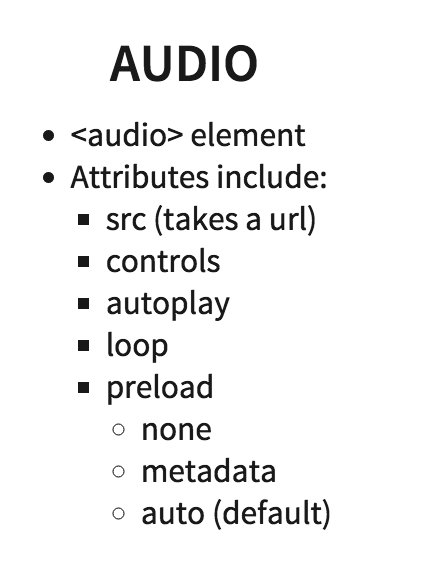 AUDIO
<audio> element
Attributes include:
src (takes a url)
controls
autoplay
loop
preload
none
metadata
auto (default)